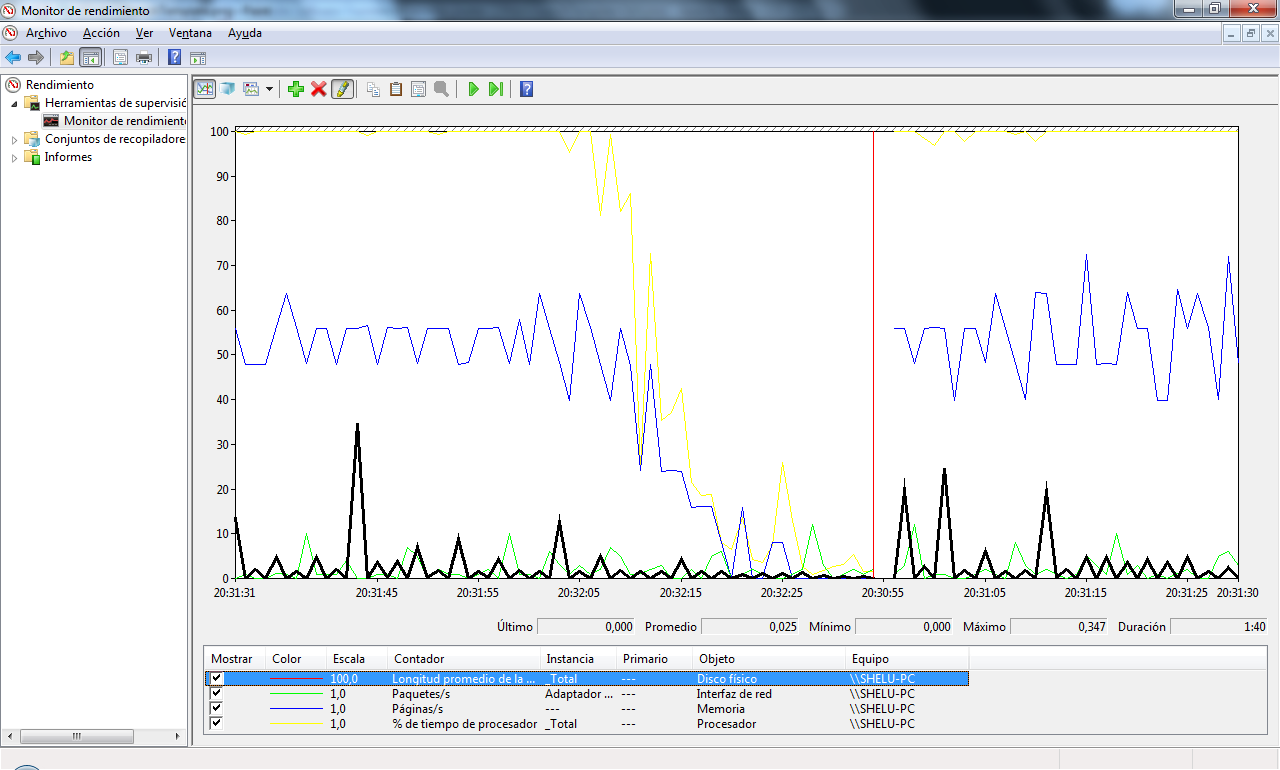 Monitor de rendimiento
Archivo Acción Ver Ventana Ayuda
Rendimiento
Herramientas de supervisió
Monitor de rendimiento
Conjuntos de recopiladore
Informes
100
90
80
70
60
50
40
30
20
10
0
20:31:31 20:31:45 20:31:55 20:32:05 20:32:15 20:32:25 20:30:55 20:31:05 20:31:15 20:31:25 20:31:30
Último 0,000 Promedio 0,025 Mínimo 0,000 Máximo 0,347 Duración 1:40
Mostrar Color Escala Contador Instancia Primario Objeto Equipo
100,0 Longitud promedio de la ... _Total --- Disco físico \\SHELU-PC
1,0 Paquetes/s Adaptador ... --- Interfaz de red \\SHELU-PC
1,0 Páginas/s --- --- Memoria \\SHELU-PC
1,0 % de tiempo de procesador _Total --- Procesador \\SHELU-PC